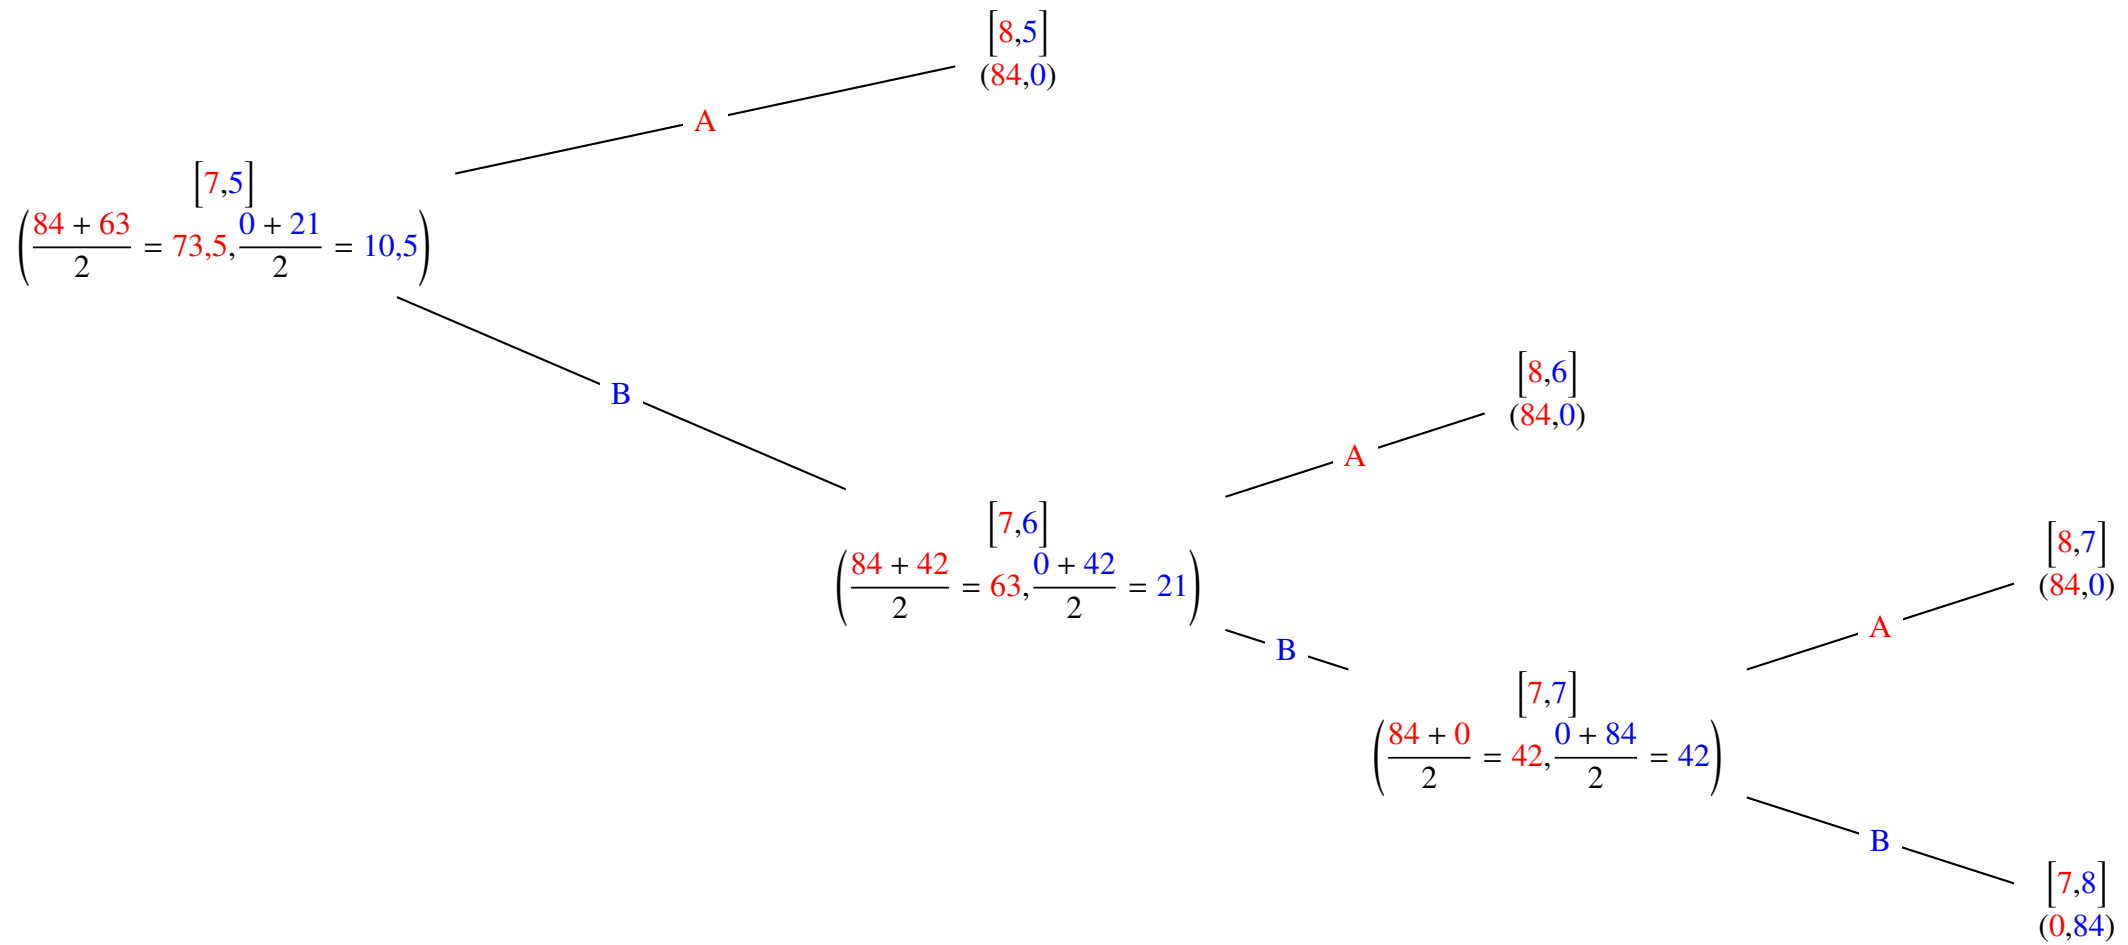 [8,5]
(84,0)
A
[7,5]
(84 + 63/2 = 73,5, 0 + 21/2 = 10,5)
B
[8,6]
(84,0)
A
[7,6]
(84 + 42/2 = 63, 0 + 42/2 = 21)
B
[8,7]
(84,0)
A
[7,7]
(84 + 0/2 = 42, 0 + 84/2 = 42)
B
[7,8]
(0,84)